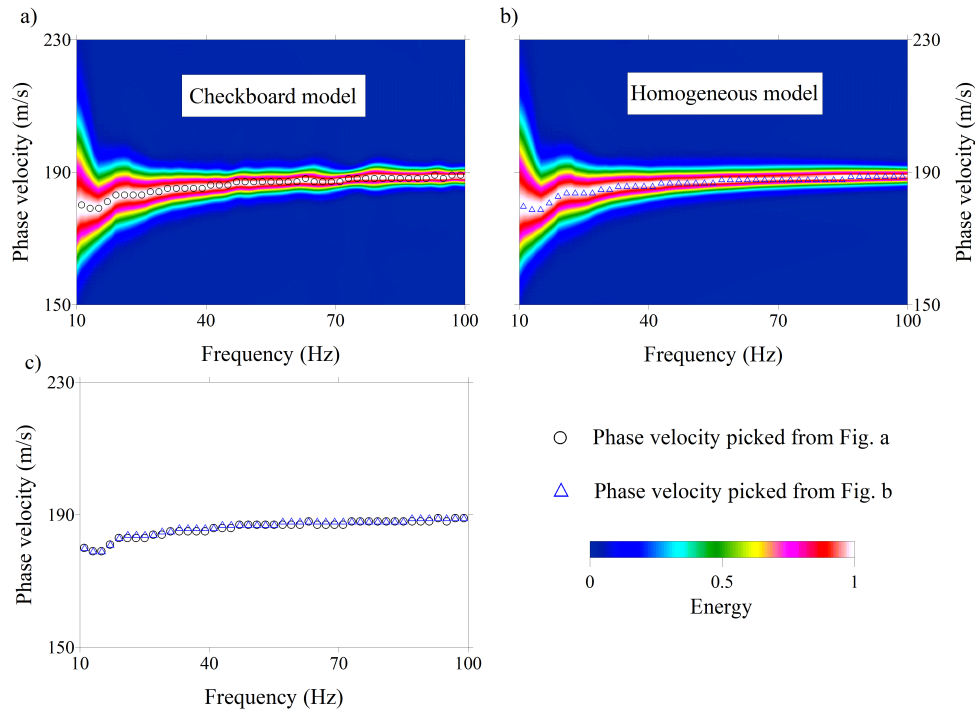 a)
230
190
150
Phase velocity (m/s)
Checkboard model
10
40
70
100
Frequency (Hz)
b)
230
190
150
Phase velocity (m/s)
Homogeneous model
10
40
70
100
Frequency (Hz)
c)
230
190
150
Phase velocity (m/s)
10
40
70
100
Frequency (Hz)
Phase velocity picked from Fig. a
Phase velocity picked from Fig. b
0
0.5
1
Energy